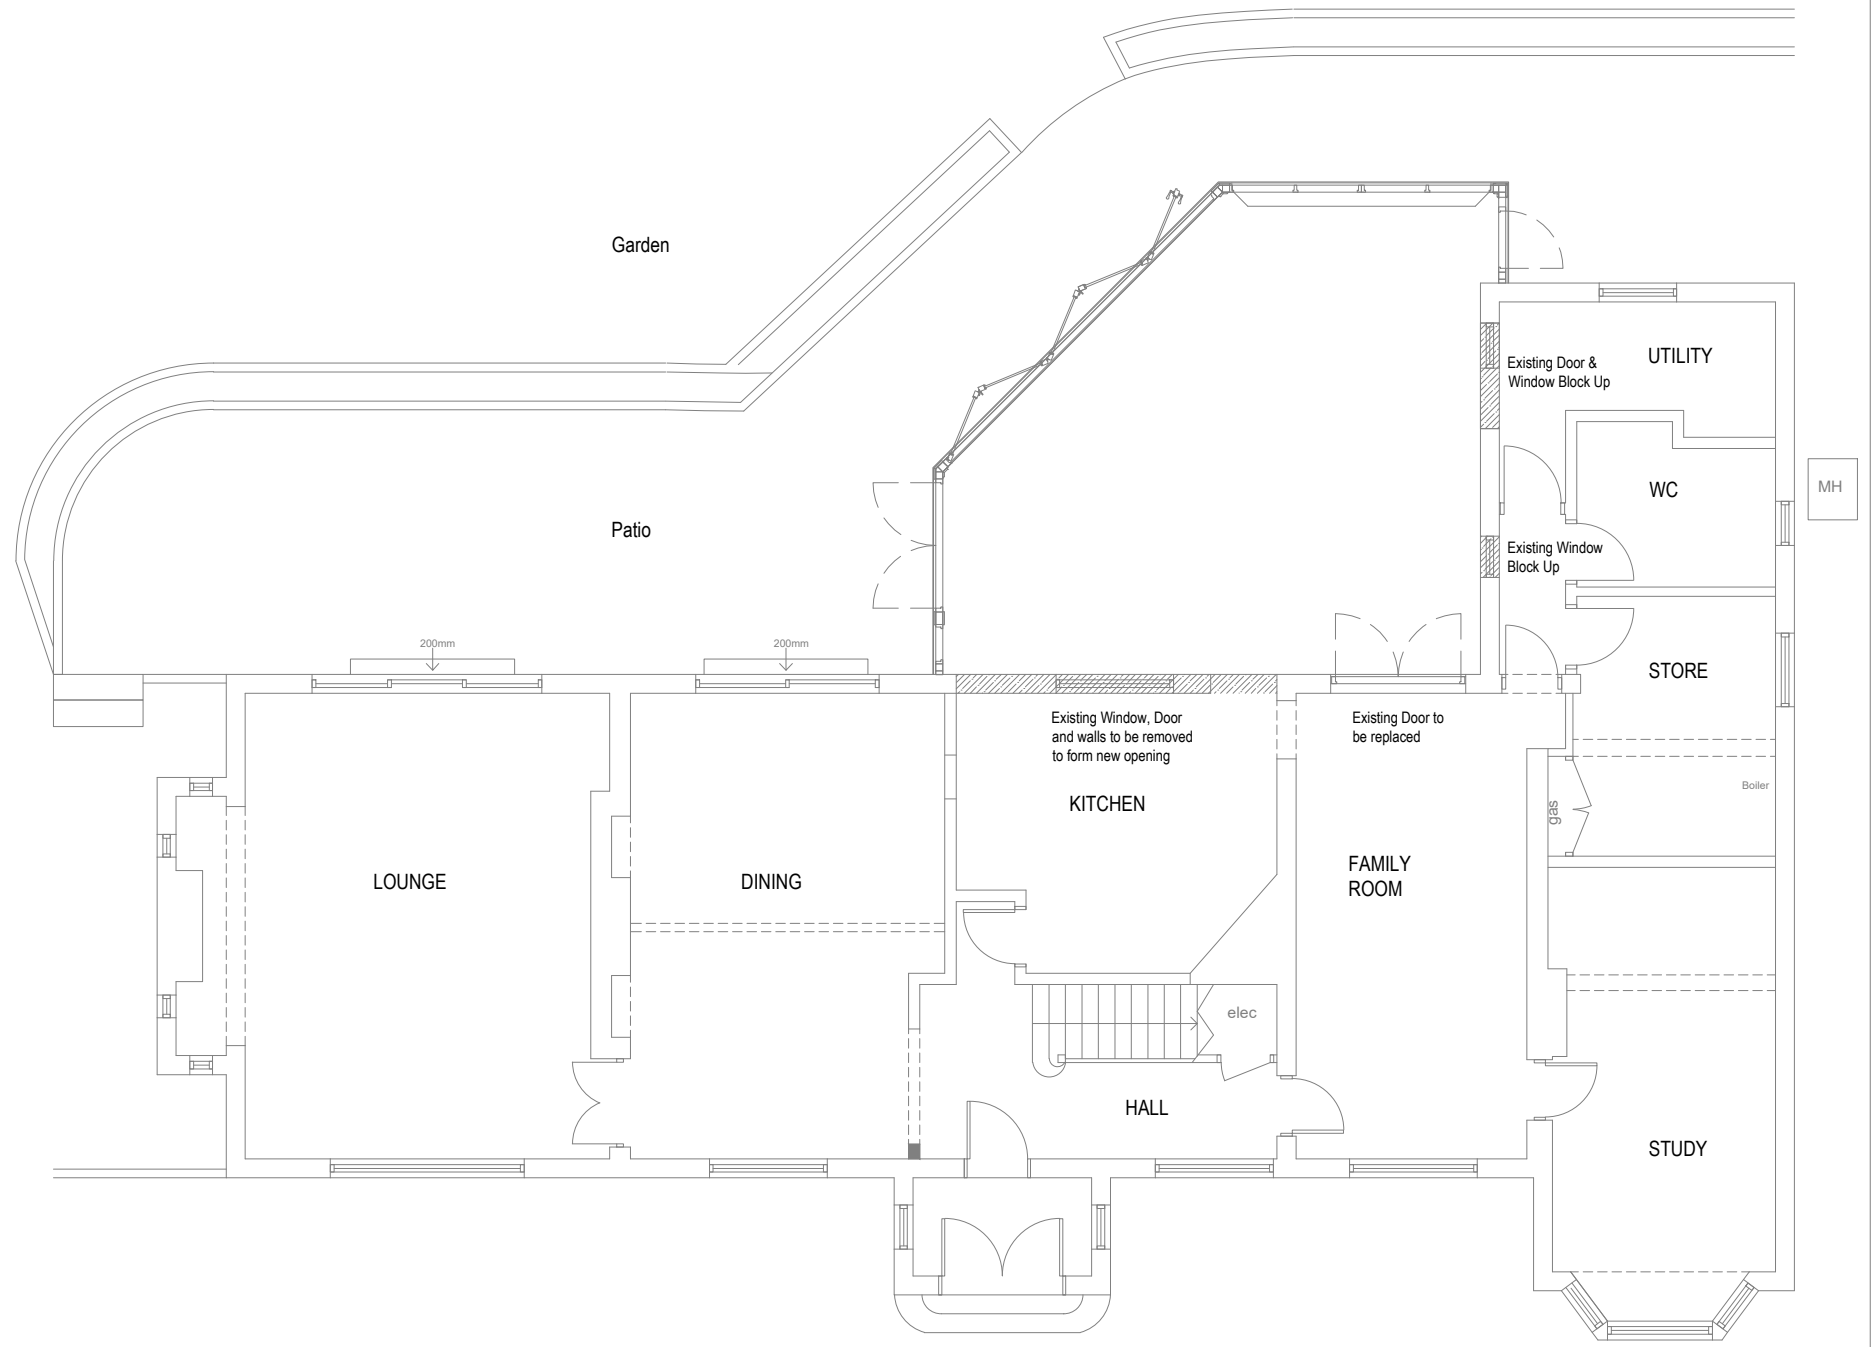 Garden
Existing Door &
Window Block Up
UTILITY
WC
MH
Patio
Existing Window
Block Up
200mm
200mm
STORE
Existing Window, Door
and walls to be removed
to form new opening
Existing Door to
be replaced
Boiler
gas
KITCHEN
LOUNGE
DINING
FAMILY
ROOM
elec
HALL
STUDY